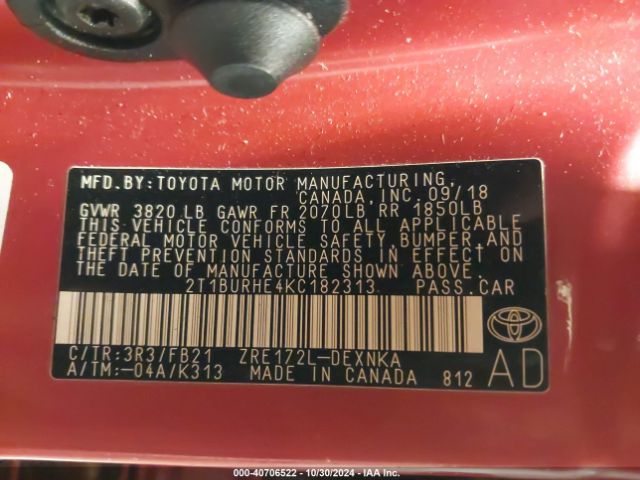 MFD.BY:TOYOTA MOTOR MANUFACTURING,
CANADA,INC.09/18
GVWR 3820 LB GAWR FR 2070LB RR 1850LB
THIS VEHICLE CONFORMS TO ALL APPLICABLE
FEDERAL MOTOR VEHICLE SAFETY,BUMPER,AND
THEFT PREVENTION STANDARDS IN EFFECT ON
THE DATE OF MANUFACTURE SHOWN ABOVE.
2T1BURHE4KC182313 PASS.CAR
C/TR:3R3/FB21 ZRE172L-DEXNKA
A/TM:-04A/K313 MADE IN CANADA 812 AD
000-40706522 - 10/30/2024 - IAA Inc.